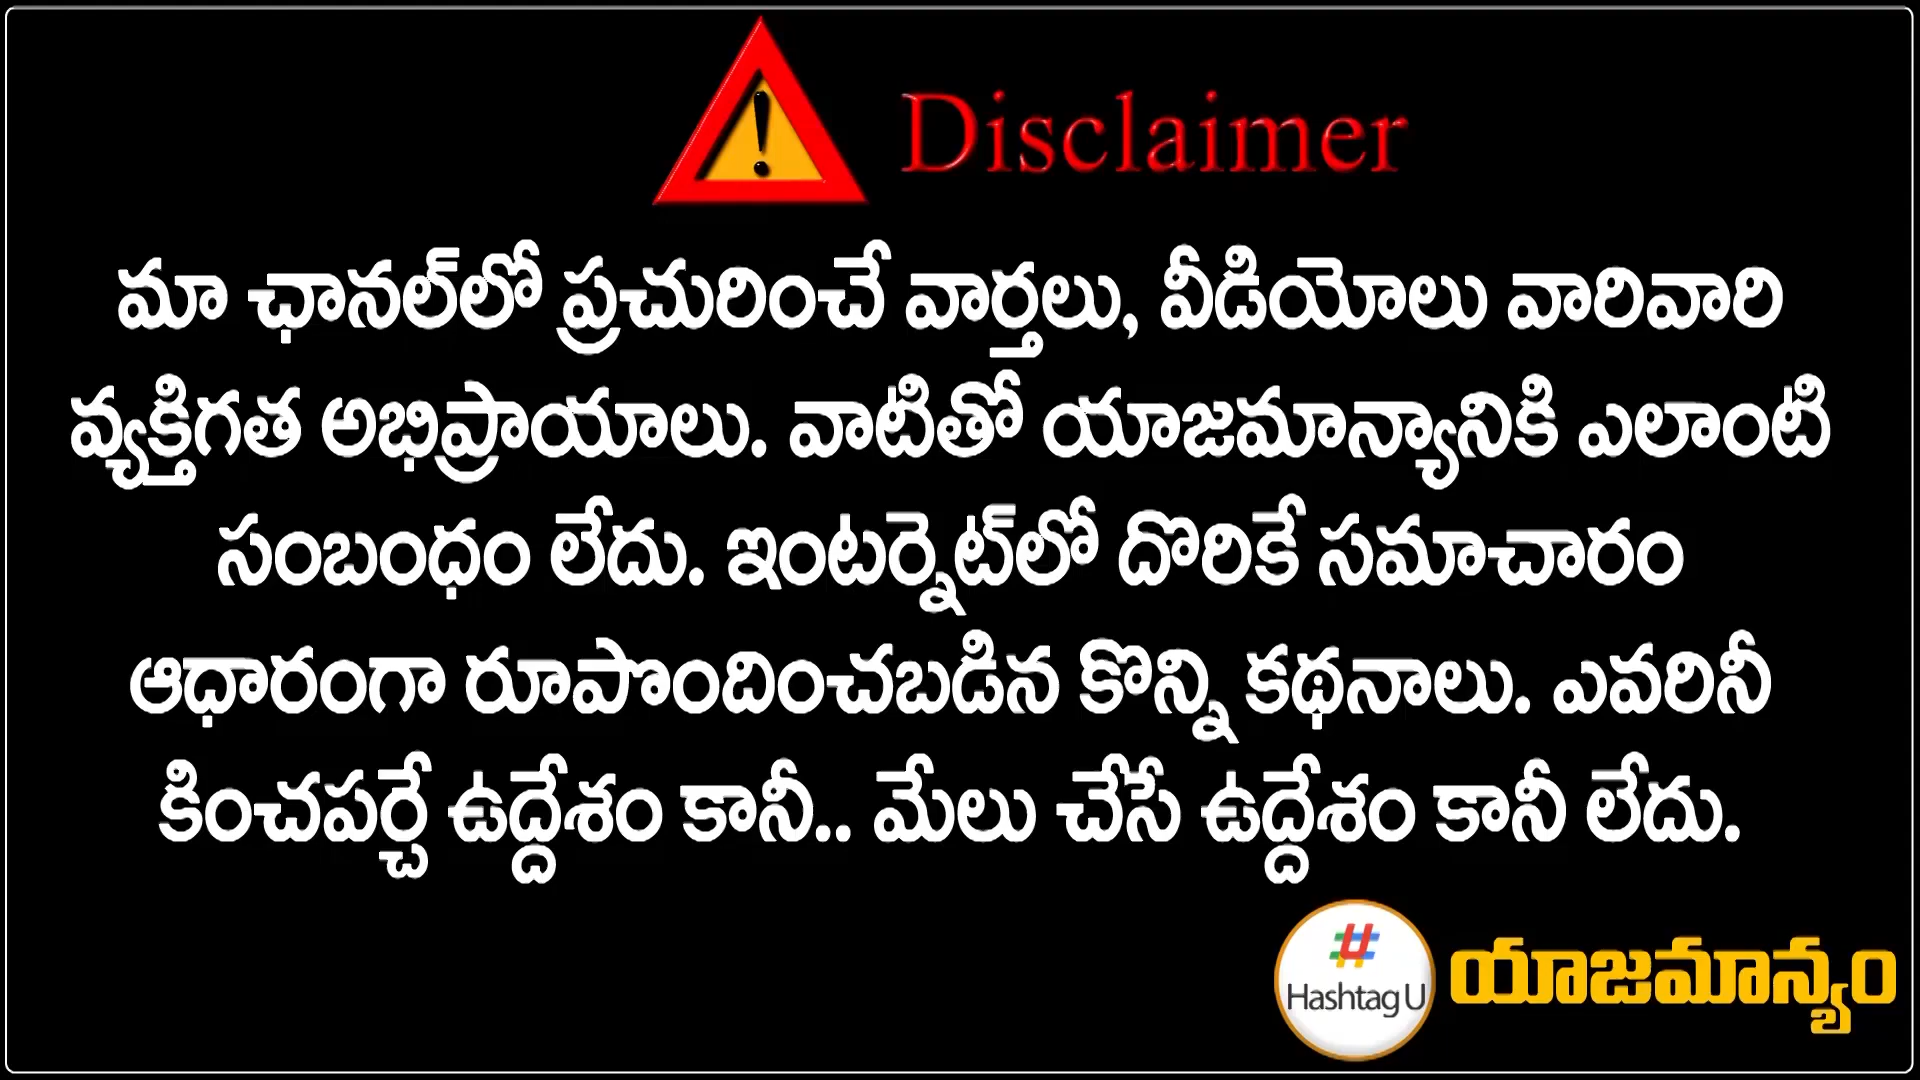 Disclaimer
మా ఛానల్‌లో ప్రచురించే వార్తలు, వీడియోలు వారివారి
వ్యక్తిగత అభిప్రాయాలు. వాటితో యాజమాన్యానికి ఎలాంటి
సంబంధం లేదు. ఇంటర్నెట్‌లో దొరికే సమాచారం
ఆధారంగా రూపొందించబడిన కొన్ని కథనాలు. ఎవరినీ
కించపర్చే ఉద్దేశం కానీ.. మేలు చేసే ఉద్దేశం కానీ లేదు.
#
Hashtag U
యాజమాన్యం